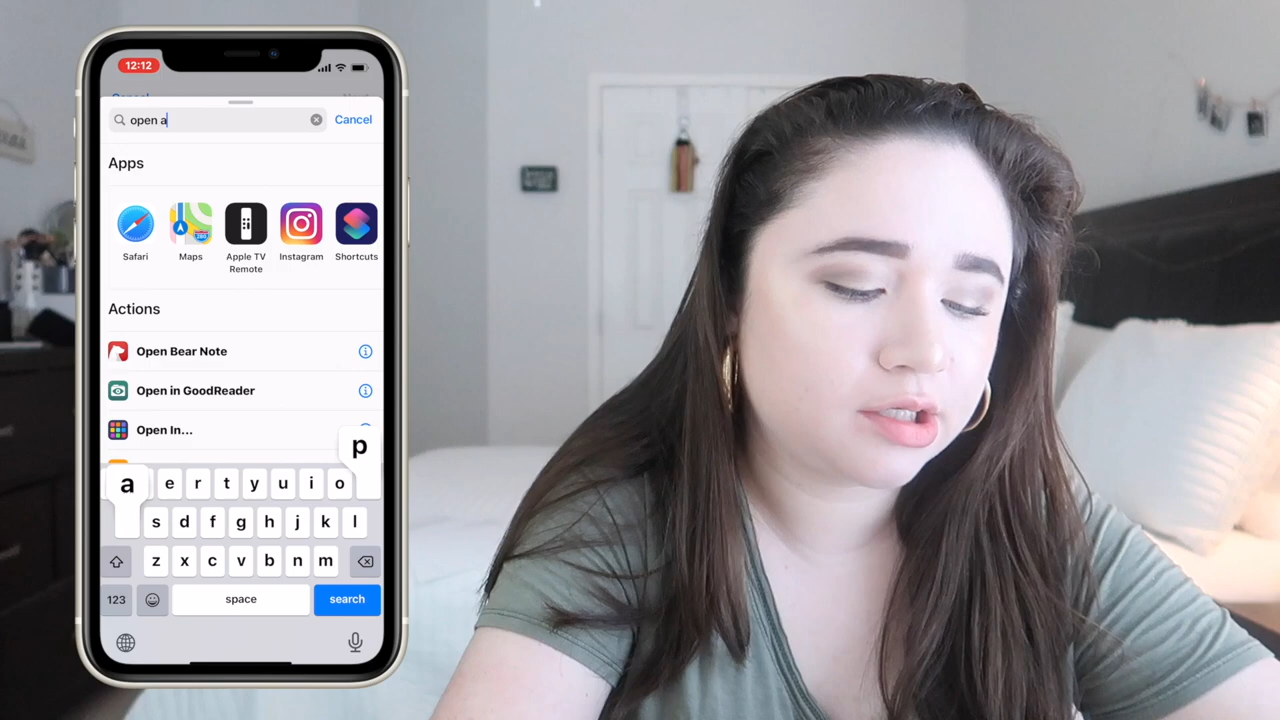 12:12
open a
Cancel
Apps
280
Safari
Maps
Apple TV
Remote
Instagram
Shortcuts
Actions
Open Bear Note
Open in GoodReader
Open In...
p
a
e r t y u i o
s d f g h j k l
z x c v b n m
123
space
search